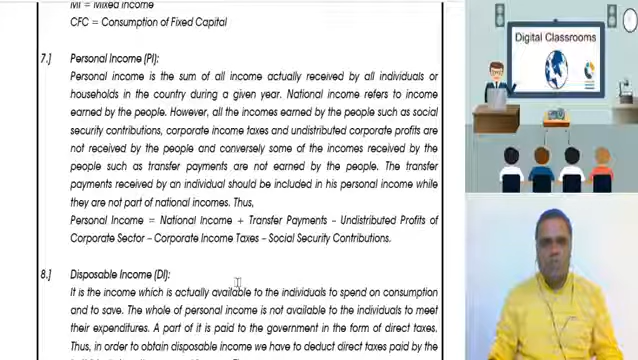 MI = Mixed Income
CFC = Consumption of Fixed Capital
7.] Personal Income (PI):
Personal income is the sum of all income actually received by all individuals or
households in the country during a given year. National income refers to income
earned by the people. However, all the incomes earned by the people such as social
security contributions, corporate income taxes and undistributed corporate profits are
not received by the people and conversely some of the incomes received by the
people such as transfer payments are not earned by the people. The transfer
payments received by an individual should be included in his personal income while
they are not part of national incomes. Thus,
Personal Income = National Income + Transfer Payments – Undistributed Profits of
Corporate Sector – Corporate Income Taxes – Social Security Contributions.
8.] Disposable Income (DI):
It is the income which is actually available to the individuals to spend on consumption
and to save. The whole of personal income is not available to the individuals to meet
their expenditures. A part of it is paid to the government in the form of direct taxes.
Thus, in order to obtain disposable income we have to deduct direct taxes paid by the
Digital Classrooms